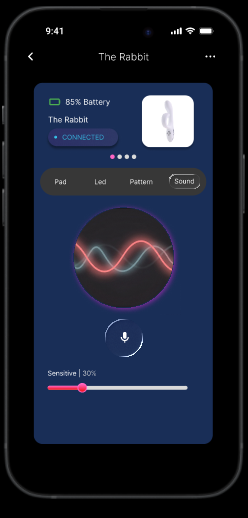 9:41
The Rabbit
85% Battery
The Rabbit
CONNECTED
Pad Led Pattern Sound
Sensitive | 30%